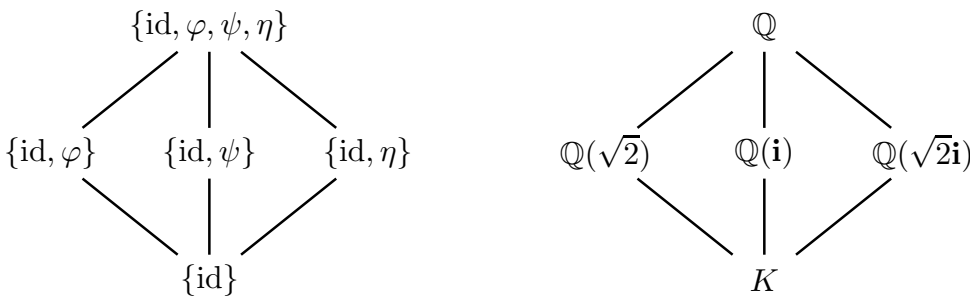 {id, φ, ψ, η} ℚ
{id, φ} {id, ψ} {id, η} ℚ(√2) ℚ(𝐢) ℚ(√2𝐢)
{id} K